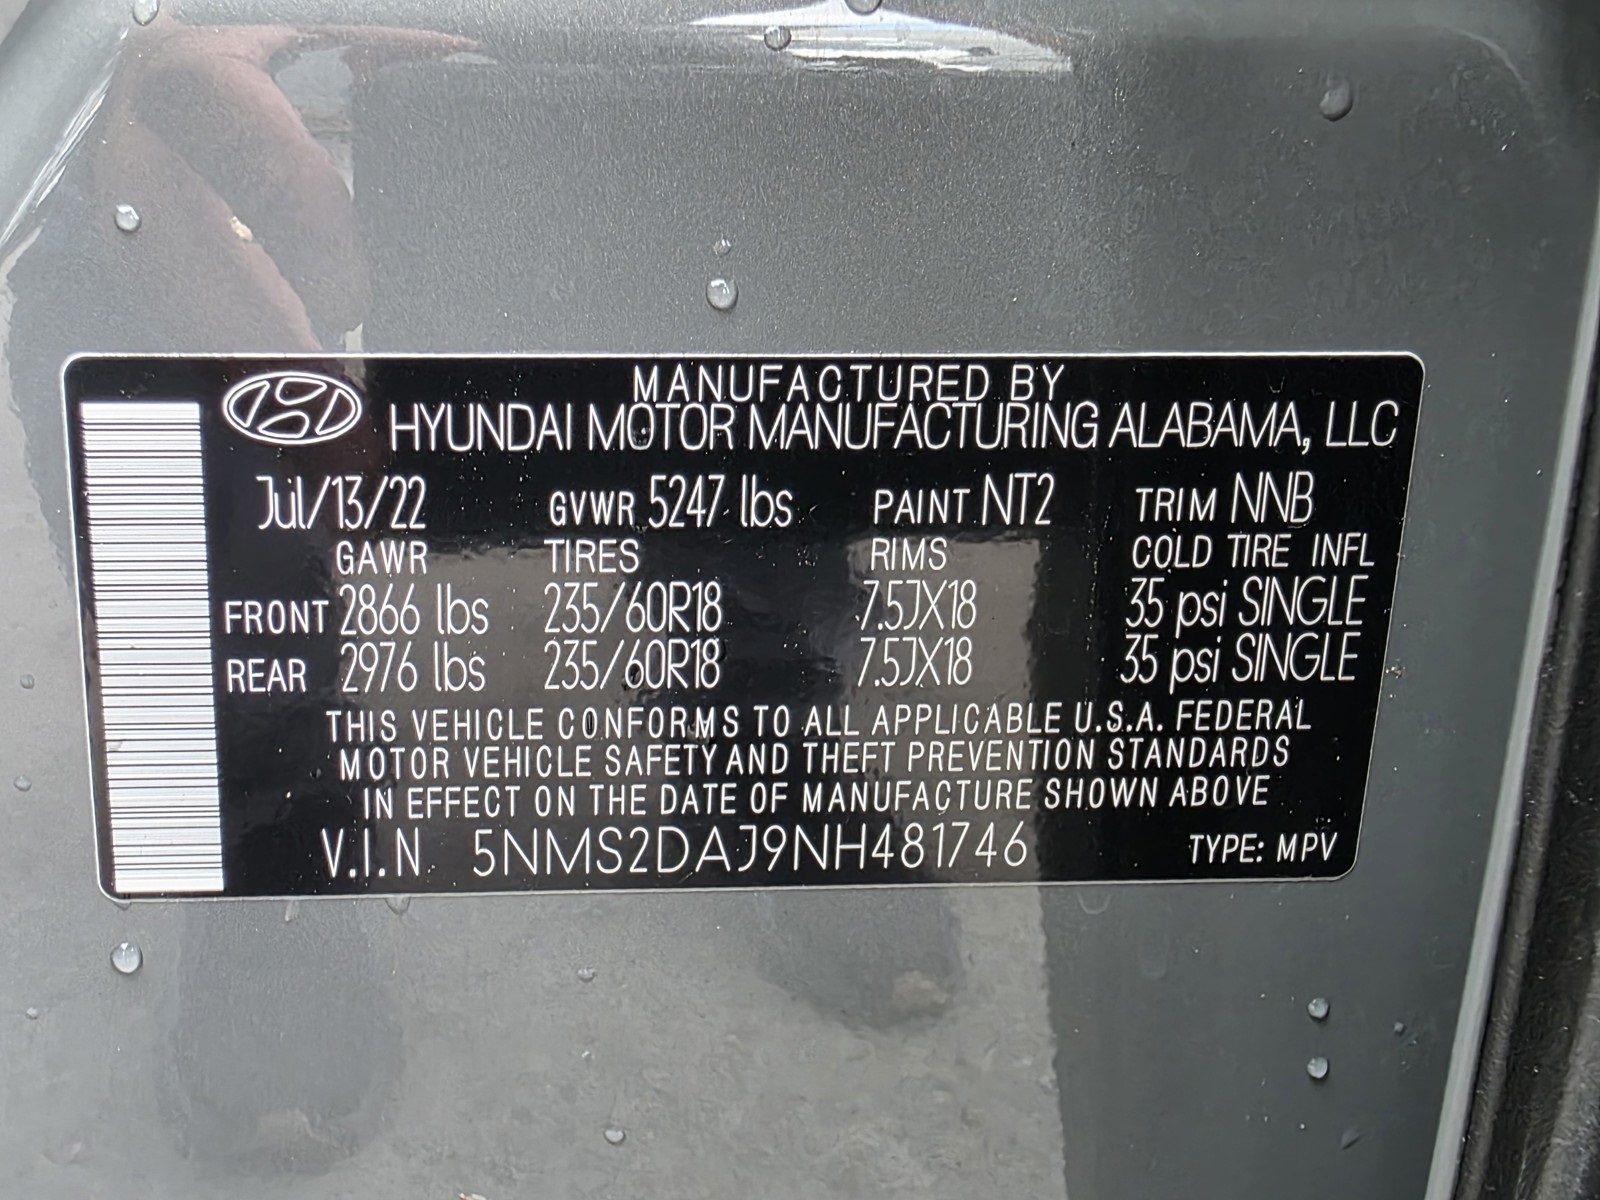 MANUFACTURED BY
HYUNDAI MOTOR MANUFACTURING ALABAMA, LLC
Jul/13/22 GVWR 5247 lbs PAINT NT2 TRIM NNB
GAWR TIRES RIMS COLD TIRE INFL
FRONT 2866 lbs 235/60R18 7.5JX18 35 psi SINGLE
REAR 2976 lbs 235/60R18 7.5JX18 35 psi SINGLE
THIS VEHICLE CONFORMS TO ALL APPLICABLE U.S.A. FEDERAL
MOTOR VEHICLE SAFETY AND THEFT PREVENTION STANDARDS
IN EFFECT ON THE DATE OF MANUFACTURE SHOWN ABOVE
V.I.N 5NMS2DAJ9NH481746 TYPE: MPV